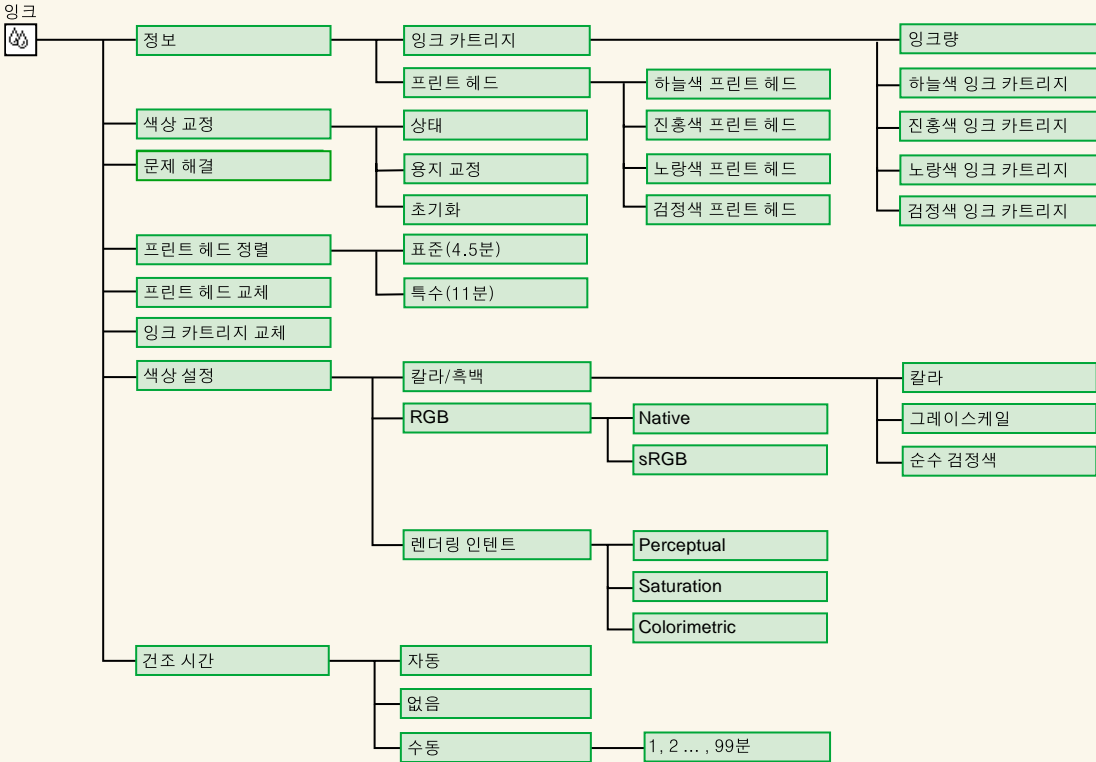 잉크
정보
잉크 카트리지
잉크량
하늘색 잉크 카트리지
진홍색 잉크 카트리지
노랑색 잉크 카트리지
검정색 잉크 카트리지
프린트 헤드
하늘색 프린트 헤드
진홍색 프린트 헤드
노랑색 프린트 헤드
검정색 프린트 헤드
색상 교정
상태
용지 교정
초기화
문제 해결
프린트 헤드 정렬
표준(4.5분)
특수(11분)
프린트 헤드 교체
잉크 카트리지 교체
색상 설정
칼라/흑백
칼라
그레이스케일
순수 검정색
RGB
Native
sRGB
렌더링 인텐트
Perceptual
Saturation
Colorimetric
건조 시간
자동
없음
수동
1, 2 ... , 99분